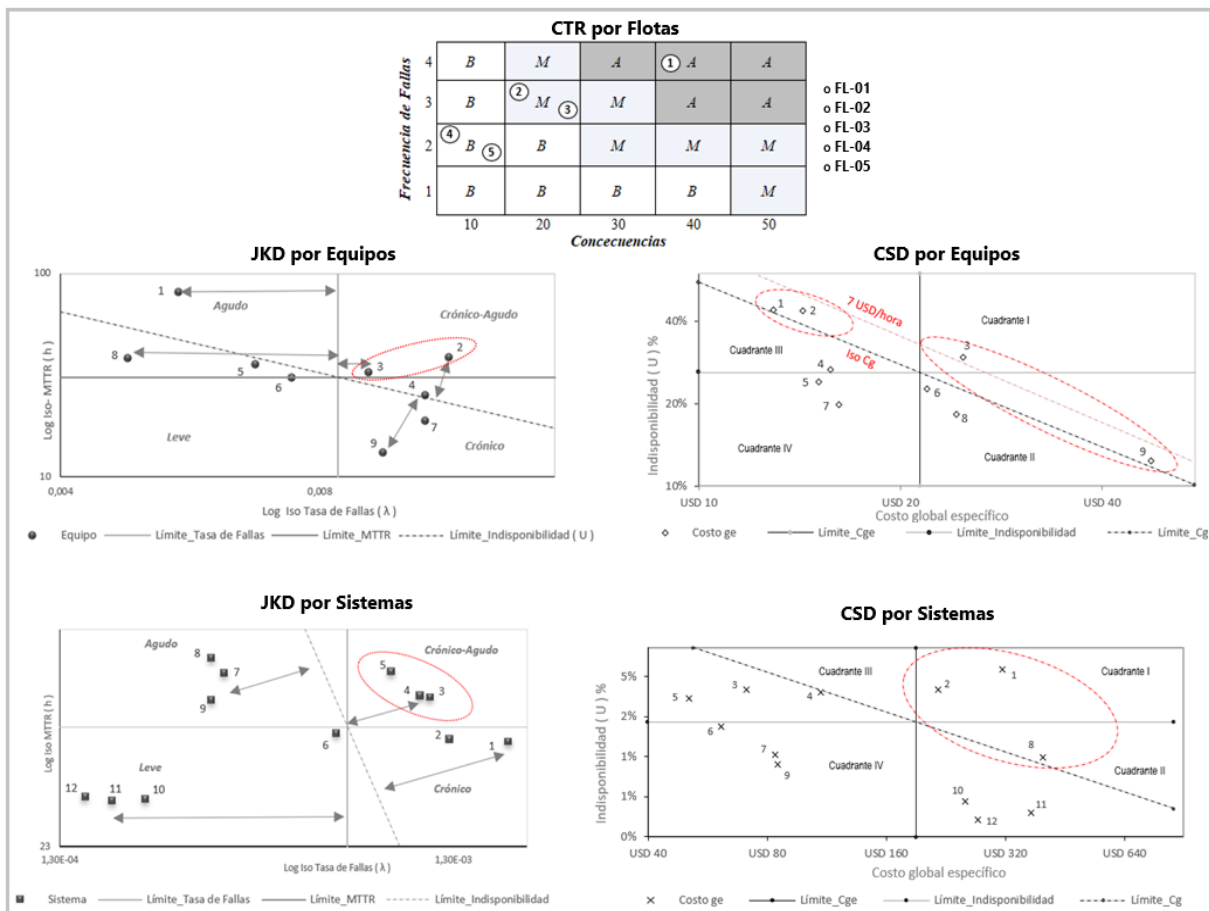 CTR por Flotas
Frecuencia de Fallas
4 B M A 1 A A
3 B 2 M 3 M A A
2 4 B 5 B M M M
1 B B B B M
10 20 30 40 50
Concecuencias
o FL-01
o FL-02
o FL-03
o FL-04
o FL-05
JKD por Equipos
Log Iso- MTTR ( h )
100
10
Agudo
Crónico-Agudo
Leve
Crónico
1
2
3
8
5
6
4
7
9
0,004 0,008
Log Iso Tasa de Fallas ( λ )
Equipo Límite_Tasa de Fallas Límite_MTTR Límite_Indisponibilidad ( U )
CSD por Equipos
Indisponibilidad ( U ) %
40%
20%
10%
7 USD/hora
Iso Cg
Cuadrante I
Cuadrante III
Cuadrante IV
Cuadrante II
1
2
3
4
5
6
7
8
9
USD 10 USD 20 USD 40
Costo global específico
Costo ge Límite_Cge Límite_Indisponibilidad Límite_Cg
JKD por Sistemas
Log Iso MTTR ( h )
23
Agudo
Crónico-Agudo
Leve
Crónico
8
7
9
5
4
3
6
2
1
12
11
10
1,30E-04 1,30E-03
Log Iso Tasa de Fallas ( λ )
Sistema Límite_Tasa de Fallas Límite_MTTR Límite_Indisponibilidad
CSD por Sistemas
Indisponibilidad ( U ) %
5%
2%
1%
1%
0%
Cuadrante III
Cuadrante I
Cuadrante IV
Cuadrante II
5
3
4
2
1
6
7
9
8
10
12
11
USD 40 USD 80 USD 160 USD 320 USD 640
Costo global específico
Costo ge Límite_Cge Límite_Indisponibilidad Límite_Cg